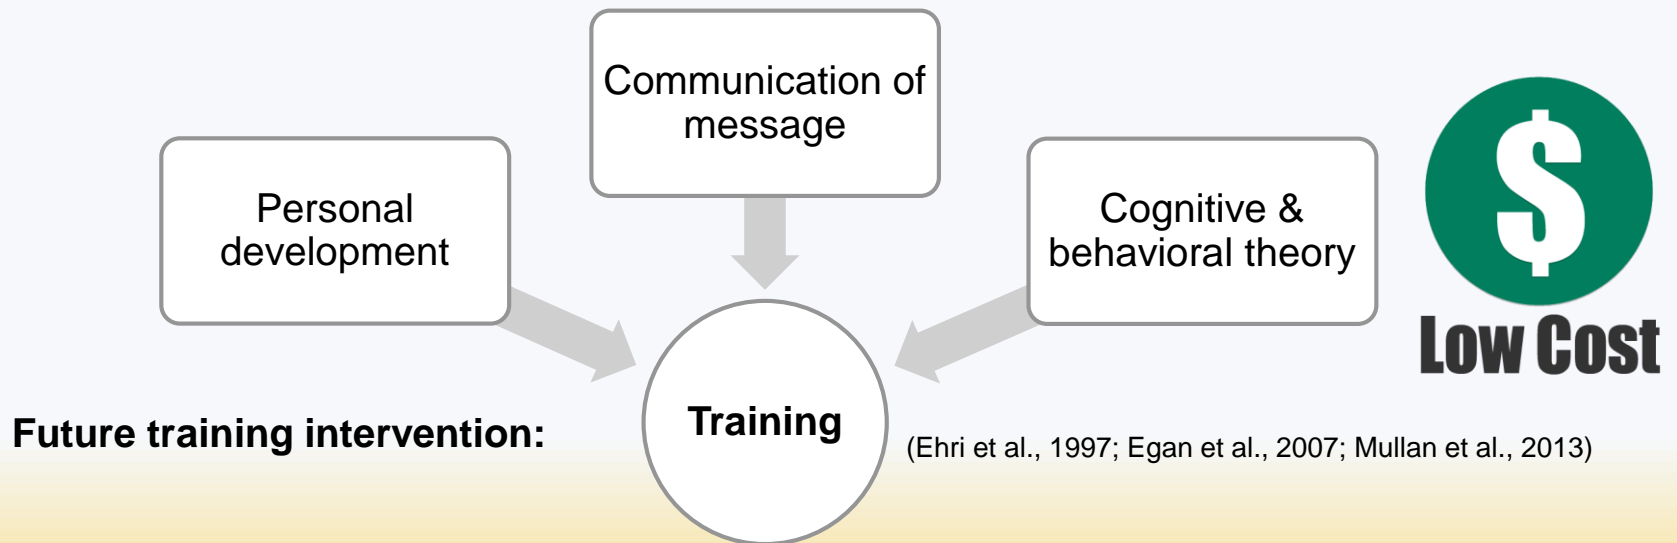 Communication of
message
Personal
development
Cognitive &
behavioral theory
$
Low Cost
Training
Future training intervention:
(Ehri et al., 1997; Egan et al., 2007; Mullan et al., 2013)